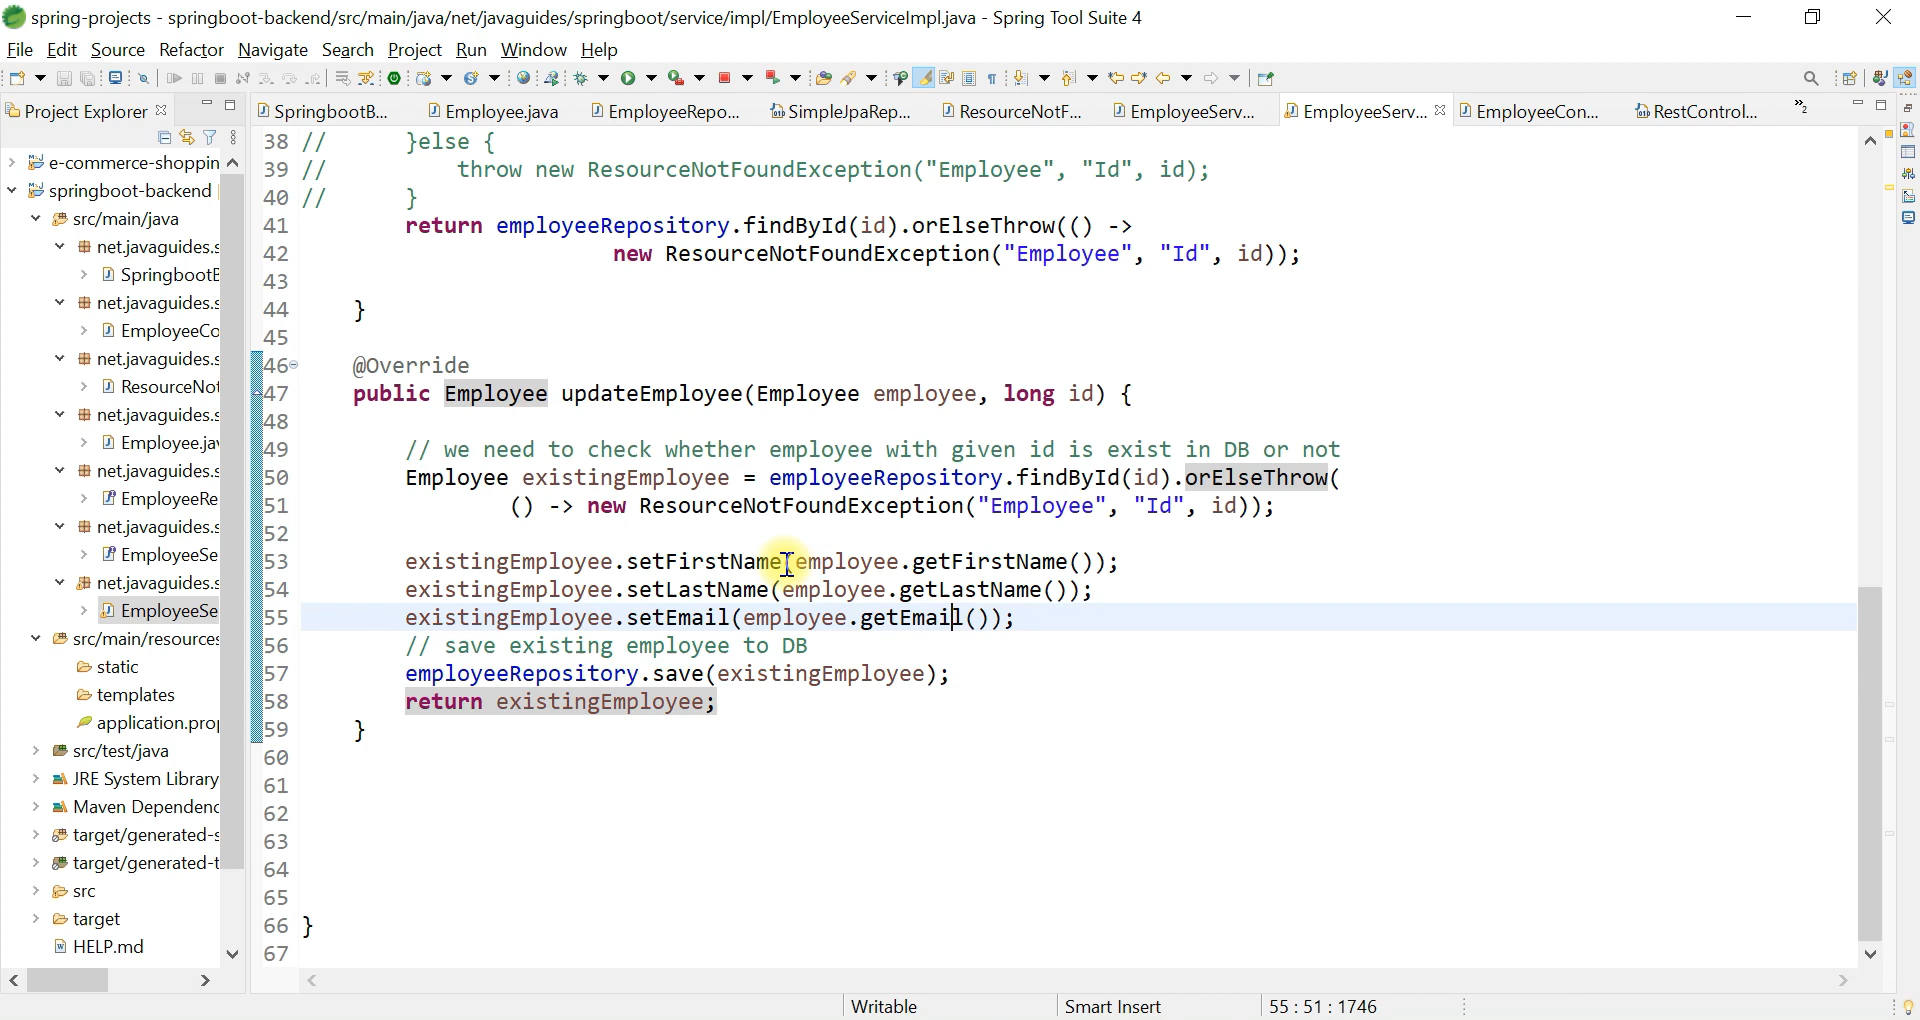 spring-projects - springboot-backend/src/main/java/net/javaguides/springboot/service/impl/EmployeeServiceImpl.java - Spring Tool Suite 4
File Edit Source Refactor Navigate Search Project Run Window Help
Project Explorer
SpringbootB... Employee.java EmployeeRepo... SimpleJpaRep... ResourceNotF... EmployeeServ... EmployeeServ... EmployeeCon... RestControl... »2
e-commerce-shoppin
springboot-backend
src/main/java
net.javaguides.s
SpringbootB
net.javaguides.s
EmployeeCo
net.javaguides.s
ResourceNot
net.javaguides.s
Employee.jav
net.javaguides.s
EmployeeRe
net.javaguides.s
EmployeeSe
net.javaguides.s
EmployeeSe
src/main/resources
static
templates
application.prop
src/test/java
JRE System Library
Maven Dependenc
target/generated-s
target/generated-t
src
target
HELP.md
38 // }else {
39 // throw new ResourceNotFoundException("Employee", "Id", id);
40 // }
41 return employeeRepository.findById(id).orElseThrow(() ->
42 new ResourceNotFoundException("Employee", "Id", id));
43
44 }
45
46 @Override
47 public Employee updateEmployee(Employee employee, long id) {
48
49 // we need to check whether employee with given id is exist in DB or not
50 Employee existingEmployee = employeeRepository.findById(id).orElseThrow(
51 () -> new ResourceNotFoundException("Employee", "Id", id));
52
53 existingEmployee.setFirstName(employee.getFirstName());
54 existingEmployee.setLastName(employee.getLastName());
55 existingEmployee.setEmail(employee.getEmail());
56 // save existing employee to DB
57 employeeRepository.save(existingEmployee);
58 return existingEmployee;
59 }
60
61
62
63
64
65
66 }
67
Writable Smart Insert 55 : 51 : 1746